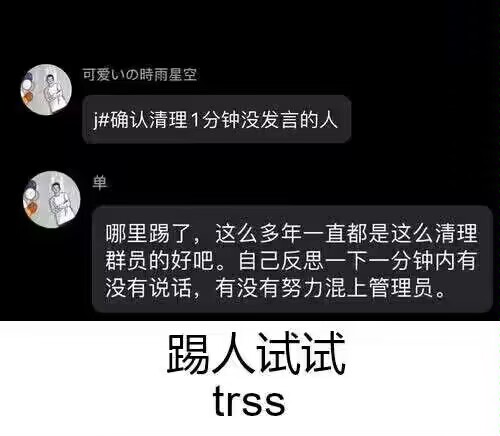 可爱いの時雨星空
j#确认清理1分钟没发言的人
单
哪里踢了，这么多年一直都是这么清理
群员的好吧。自己反思一下一分钟内有
没有说话，有没有努力混上管理员。
踢人试试
trss